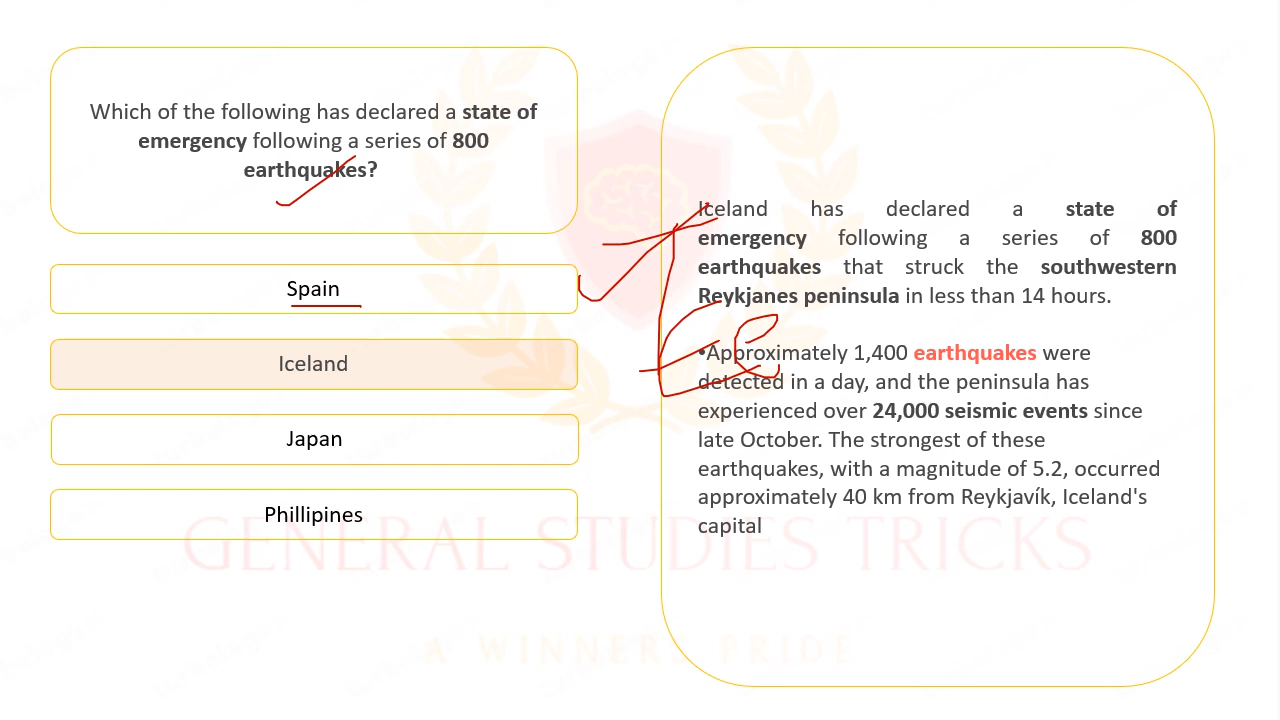 Which of the following has declared a state of
emergency following a series of 800
earthquakes?
Spain
Iceland
Japan
Phillipines
Iceland has declared a state of
emergency following a series of 800
earthquakes that struck the southwestern
Reykjanes peninsula in less than 14 hours.
•Approximately 1,400 earthquakes were
detected in a day, and the peninsula has
experienced over 24,000 seismic events since
late October. The strongest of these
earthquakes, with a magnitude of 5.2, occurred
approximately 40 km from Reykjavík, Iceland's
capital
GENERAL STUDIES TRICKS
A WINNERS PRIDE